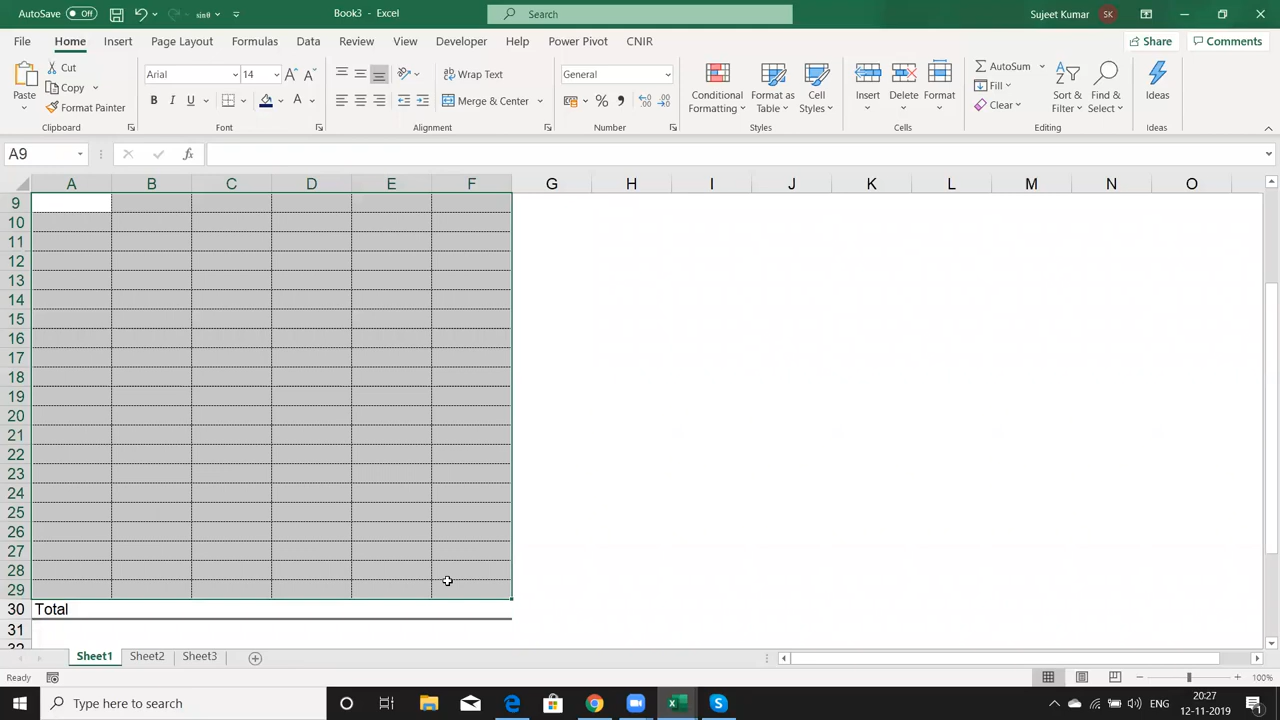 AutoSave Off sinθ Book3 - Excel Search Sujeet Kumar SK
File Home Insert Page Layout Formulas Data Review View Developer Help Power Pivot CNIR Share Comments
Paste Cut Copy Format Painter Clipboard
Arial 14 A A B I U A Font
Wrap Text Merge & Center Alignment
General % , Number
Conditional Formatting Format as Table Cell Styles Styles
Insert Delete Format Cells
AutoSum Fill Clear Sort & Filter Find & Select Editing
Ideas Ideas
A9 fx
A B C D E F G H I J K L M N O
9
10
11
12
13
14
15
16
17
18
19
20
21
22
23
24
25
26
27
28
29
30 Total
31
32
Sheet1 Sheet2 Sheet3
Ready 100%
Type here to search ENG 20:27
12-11-2019